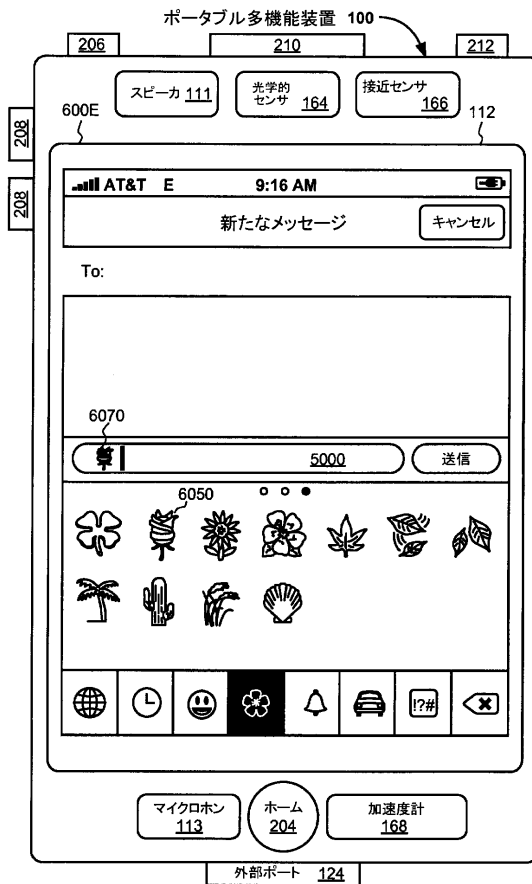 ポータブル多機能装置 100
206
210
212
スピーカ 111
光学的
センサ 164
接近センサ
166
600E
112
208
208
AT&T E 9:16 AM
新たなメッセージ
キャンセル
To:
6070
5000
送信
6050
!?#
マイクロホン
113
ホーム
204
加速度計
168
外部ポート 124